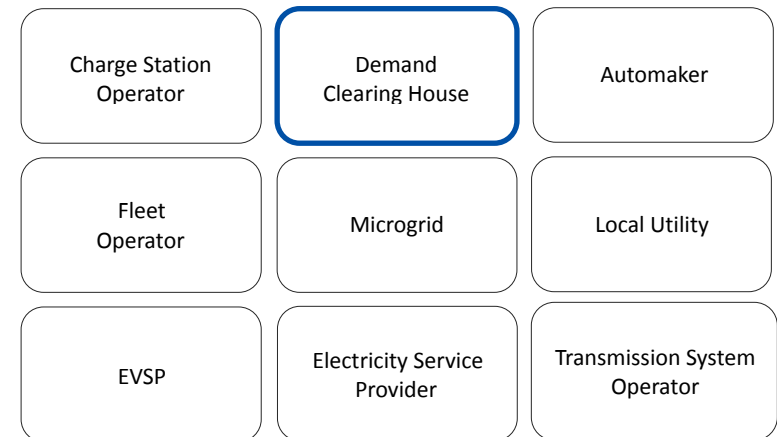 Charge Station
Operator
Demand
Clearing House
Automaker
Fleet
Operator
Microgrid
Local Utility
EVSP
Electricity Service
Provider
Transmission System
Operator